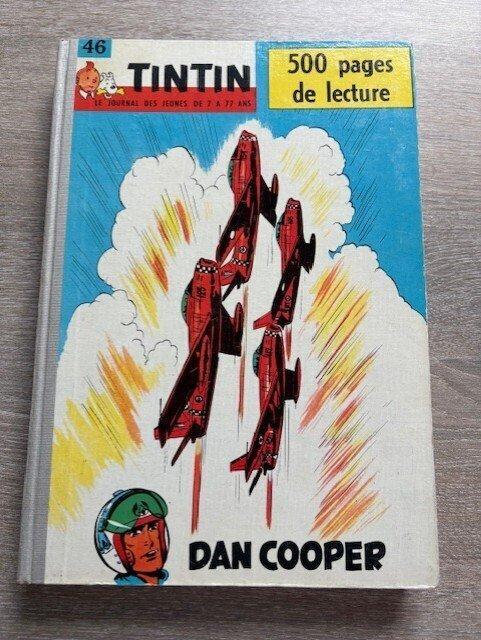 46
TINTIN
LE JOURNAL DES JEUNES DE 7 A 77 ANS
500 pages
de lecture
DAN COOPER